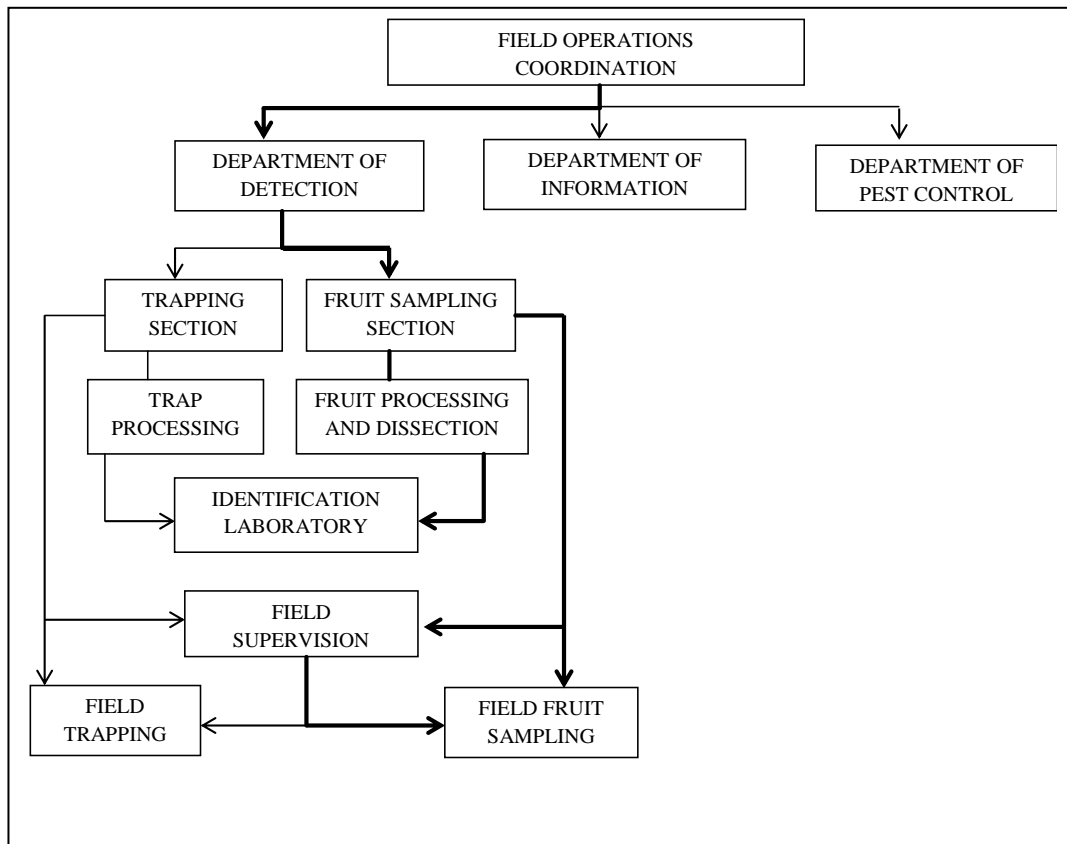 FIELD OPERATIONS
COORDINATION
DEPARTMENT OF
DETECTION
DEPARTMENT OF
INFORMATION
DEPARTMENT OF
PEST CONTROL
TRAPPING
SECTION
FRUIT SAMPLING
SECTION
TRAP
PROCESSING
FRUIT PROCESSING
AND DISSECTION
IDENTIFICATION
LABORATORY
FIELD
SUPERVISION
FIELD
TRAPPING
FIELD FRUIT
SAMPLING